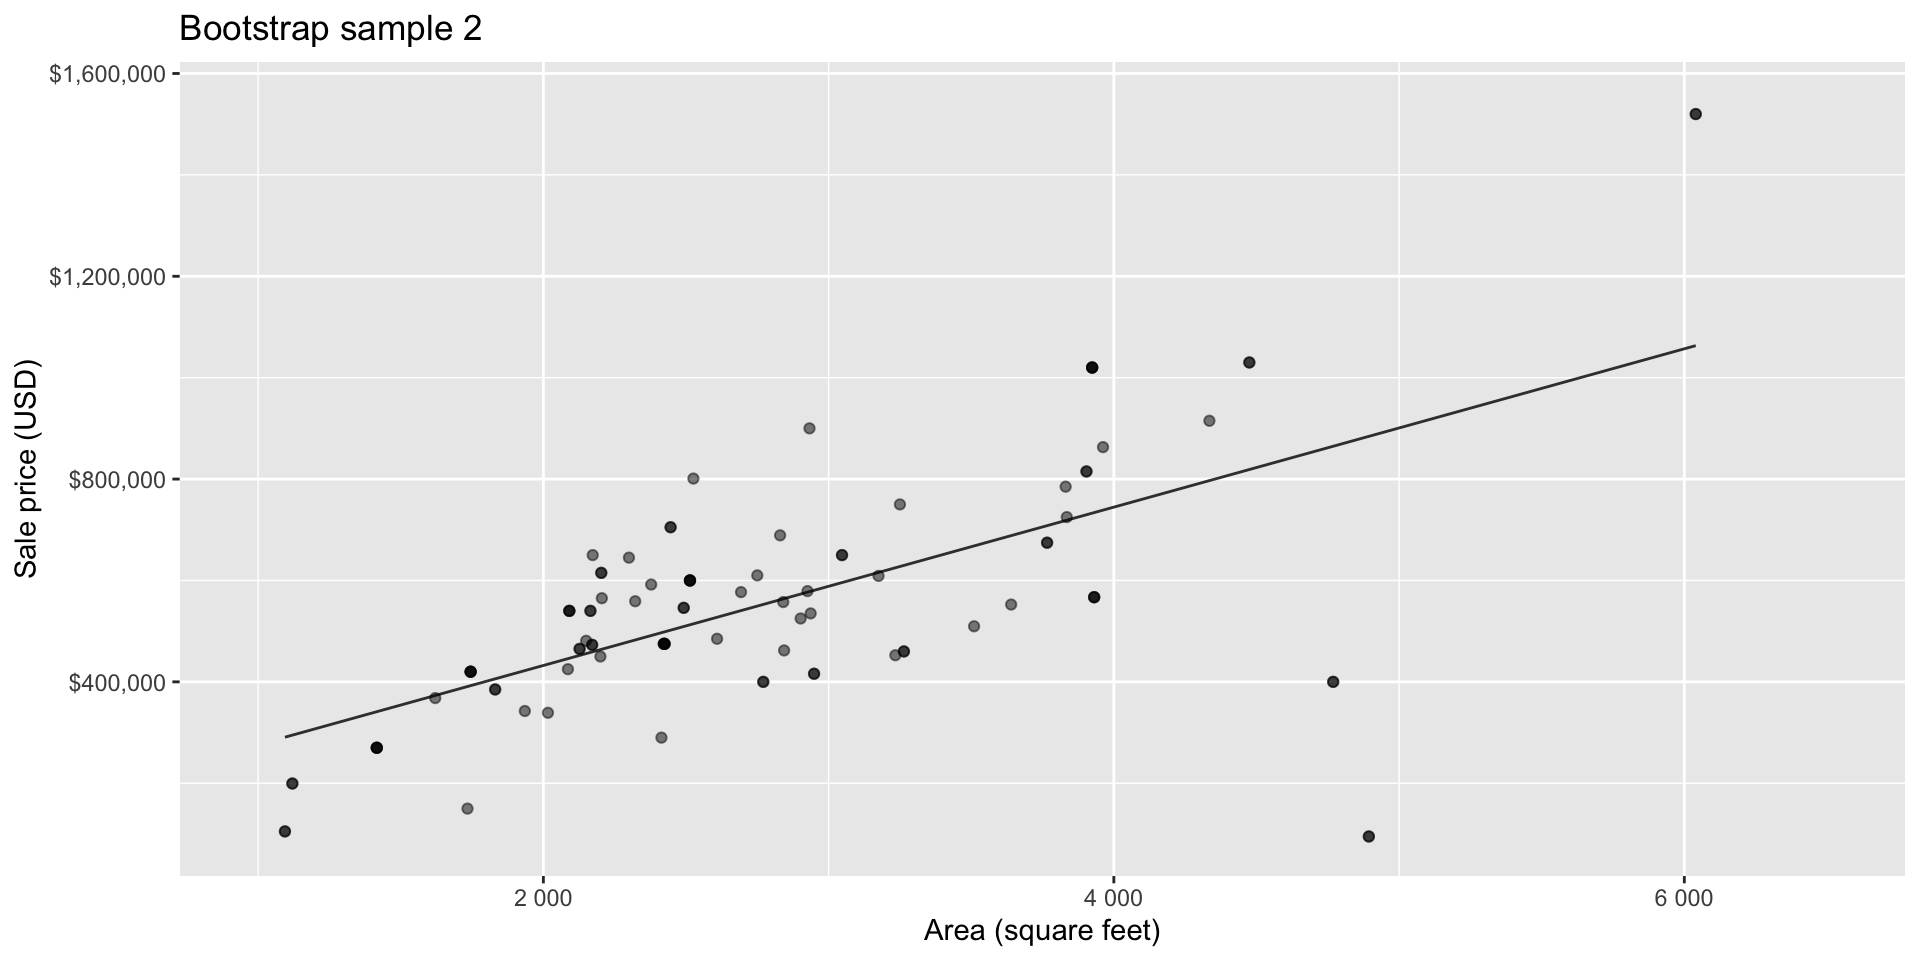 Bootstrap sample 2
$1,600,000
$1,200,000
$800,000
$400,000
Sale price (USD)
2 000
4 000
6 000
Area (square feet)